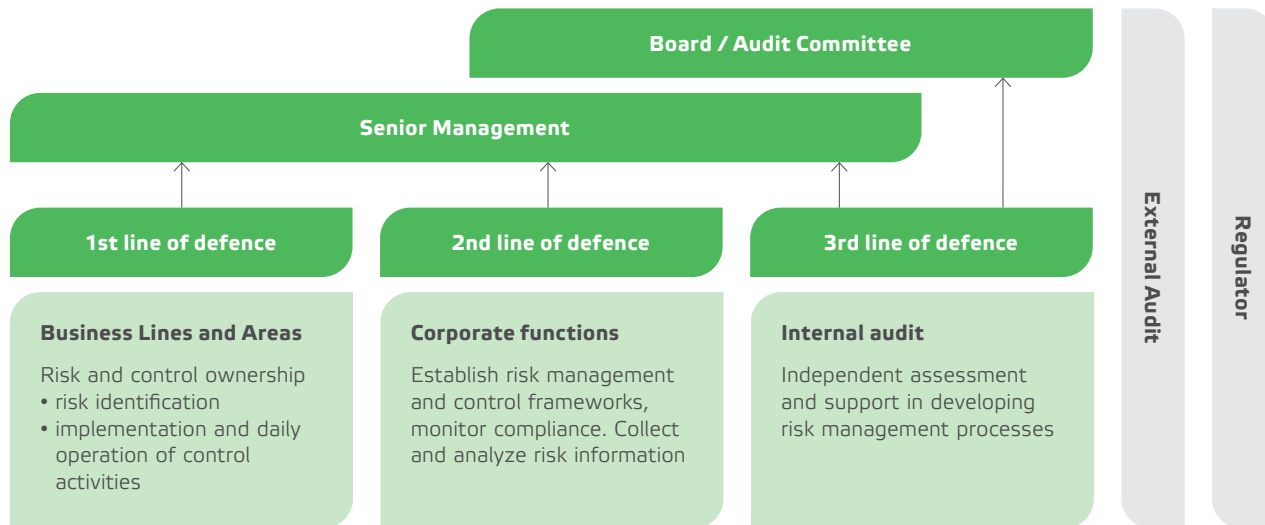 Board / Audit Committee
Senior Management
1st line of defence
2nd line of defence
3rd line of defence
Business Lines and Areas
Risk and control ownership
• risk identification
• implementation and daily
operation of control
activities
Corporate functions
Establish risk management
and control frameworks,
monitor compliance. Collect
and analyze risk information
Internal audit
Independent assessment
and support in developing
risk management processes
External Audit
Regulator